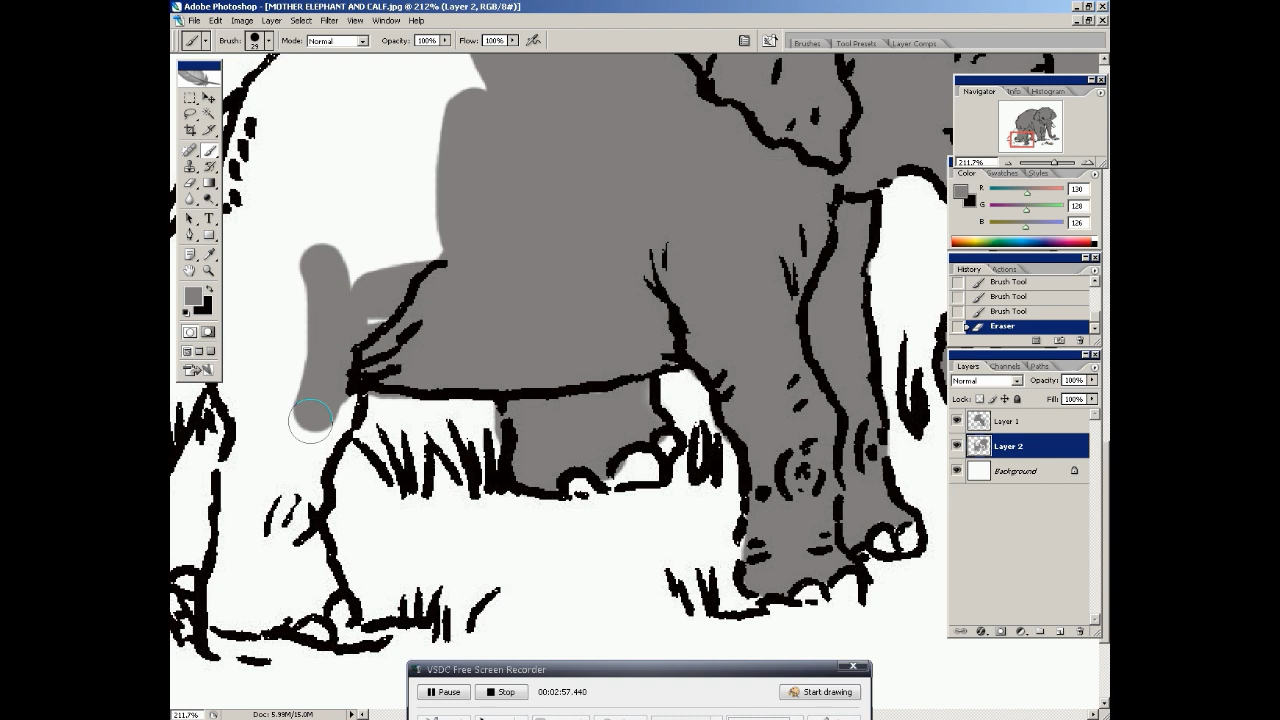 Adobe Photoshop - [MOTHER ELEPHANT AND CALF.jpg @ 212% (Layer 2, RGB/8#)]
File Edit Image Layer Select Filter View Window Help
Brush: 29 Mode: Normal Opacity: 100% Flow: 100% Brushes Tool Presets Layer Comps
Navigator Info Histogram
211.7%
Color Swatches Styles
R 130
G 128
B 126
History Actions
Brush Tool
Brush Tool
Brush Tool
Eraser
Layers Channels Paths
Normal Opacity: 100%
Lock: Fill: 100%
Layer 1
Layer 2
Background
VSDC Free Screen Recorder
Pause Stop 00:02:57.440 Start drawing
211.7% Doc: 5.99M/15.0M